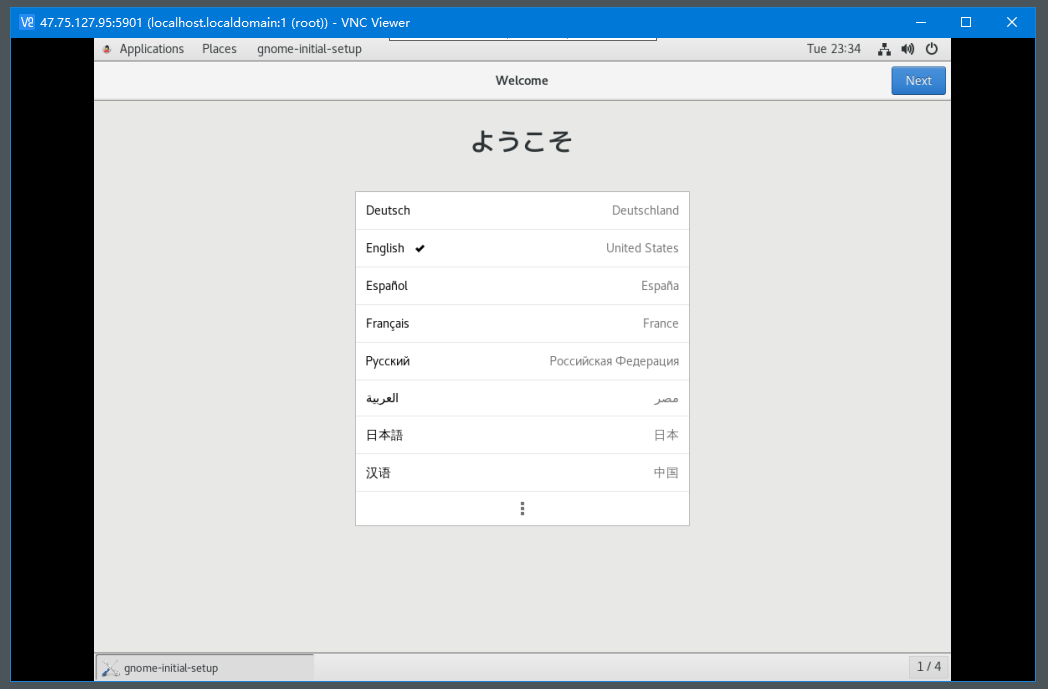 47.75.127.95:5901 (localhost.localdomain:1 (root)) - VNC Viewer
Applications Places gnome-initial-setup Tue 23:34
Welcome Next
ようこそ
Deutsch Deutschland
English United States
Español España
Français France
Русский Российская Федерация
العربية مصر
日本語 日本
汉语 中国
gnome-initial-setup 1 / 4